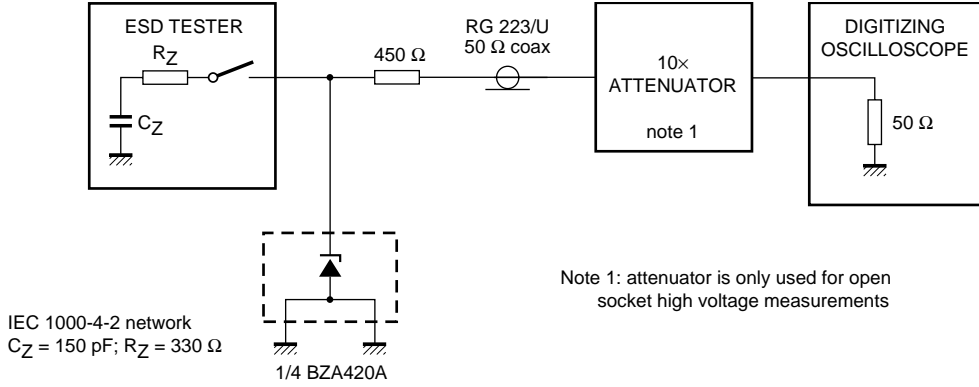 ESD TESTER
RZ
CZ
450 Ω
RG 223/U
50 Ω coax
10×
ATTENUATOR
note 1
DIGITIZING
OSCILLOSCOPE
50 Ω
Note 1: attenuator is only used for open
socket high voltage measurements
IEC 1000-4-2 network
CZ = 150 pF; RZ = 330 Ω
1/4 BZA420A